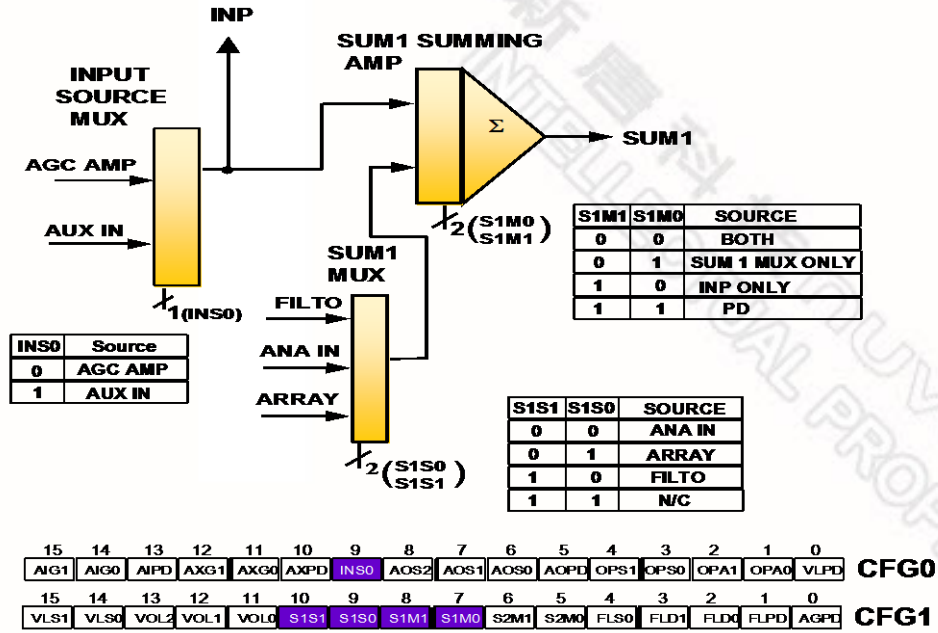 INP
SUM1 SUMMING
AMP
INPUT
SOURCE
MUX
AGC AMP
AUX IN
Σ
SUM1
1(INS0)
2(S1M0
S1M1)
SUM1
MUX
FILTO
ANA IN
ARRAY
2(S1S0
S1S1)
INS0 Source
0 AGC AMP
1 AUX IN
S1M1 S1M0 SOURCE
0 0 BOTH
0 1 SUM 1 MUX ONLY
1 0 INP ONLY
1 1 PD
S1S1 S1S0 SOURCE
0 0 ANA IN
0 1 ARRAY
1 0 FILTO
1 1 N/C
15 14 13 12 11 10 9 8 7 6 5 4 3 2 1 0
AIG1 AIG0 AIPD AXG1 AXG0 AXPD INS0 AOS2 AOS1 AOS0 AOPD OPS1 OPS0 OPA1 OPA0 VLPD CFG0
15 14 13 12 11 10 9 8 7 6 5 4 3 2 1 0
VLS1 VLS0 VOL2 VOL1 VOL0 S1S1 S1S0 S1M1 S1M0 S2M1 S2M0 FLS0 FLD1 FLD0 FLPD AGPD CFG1